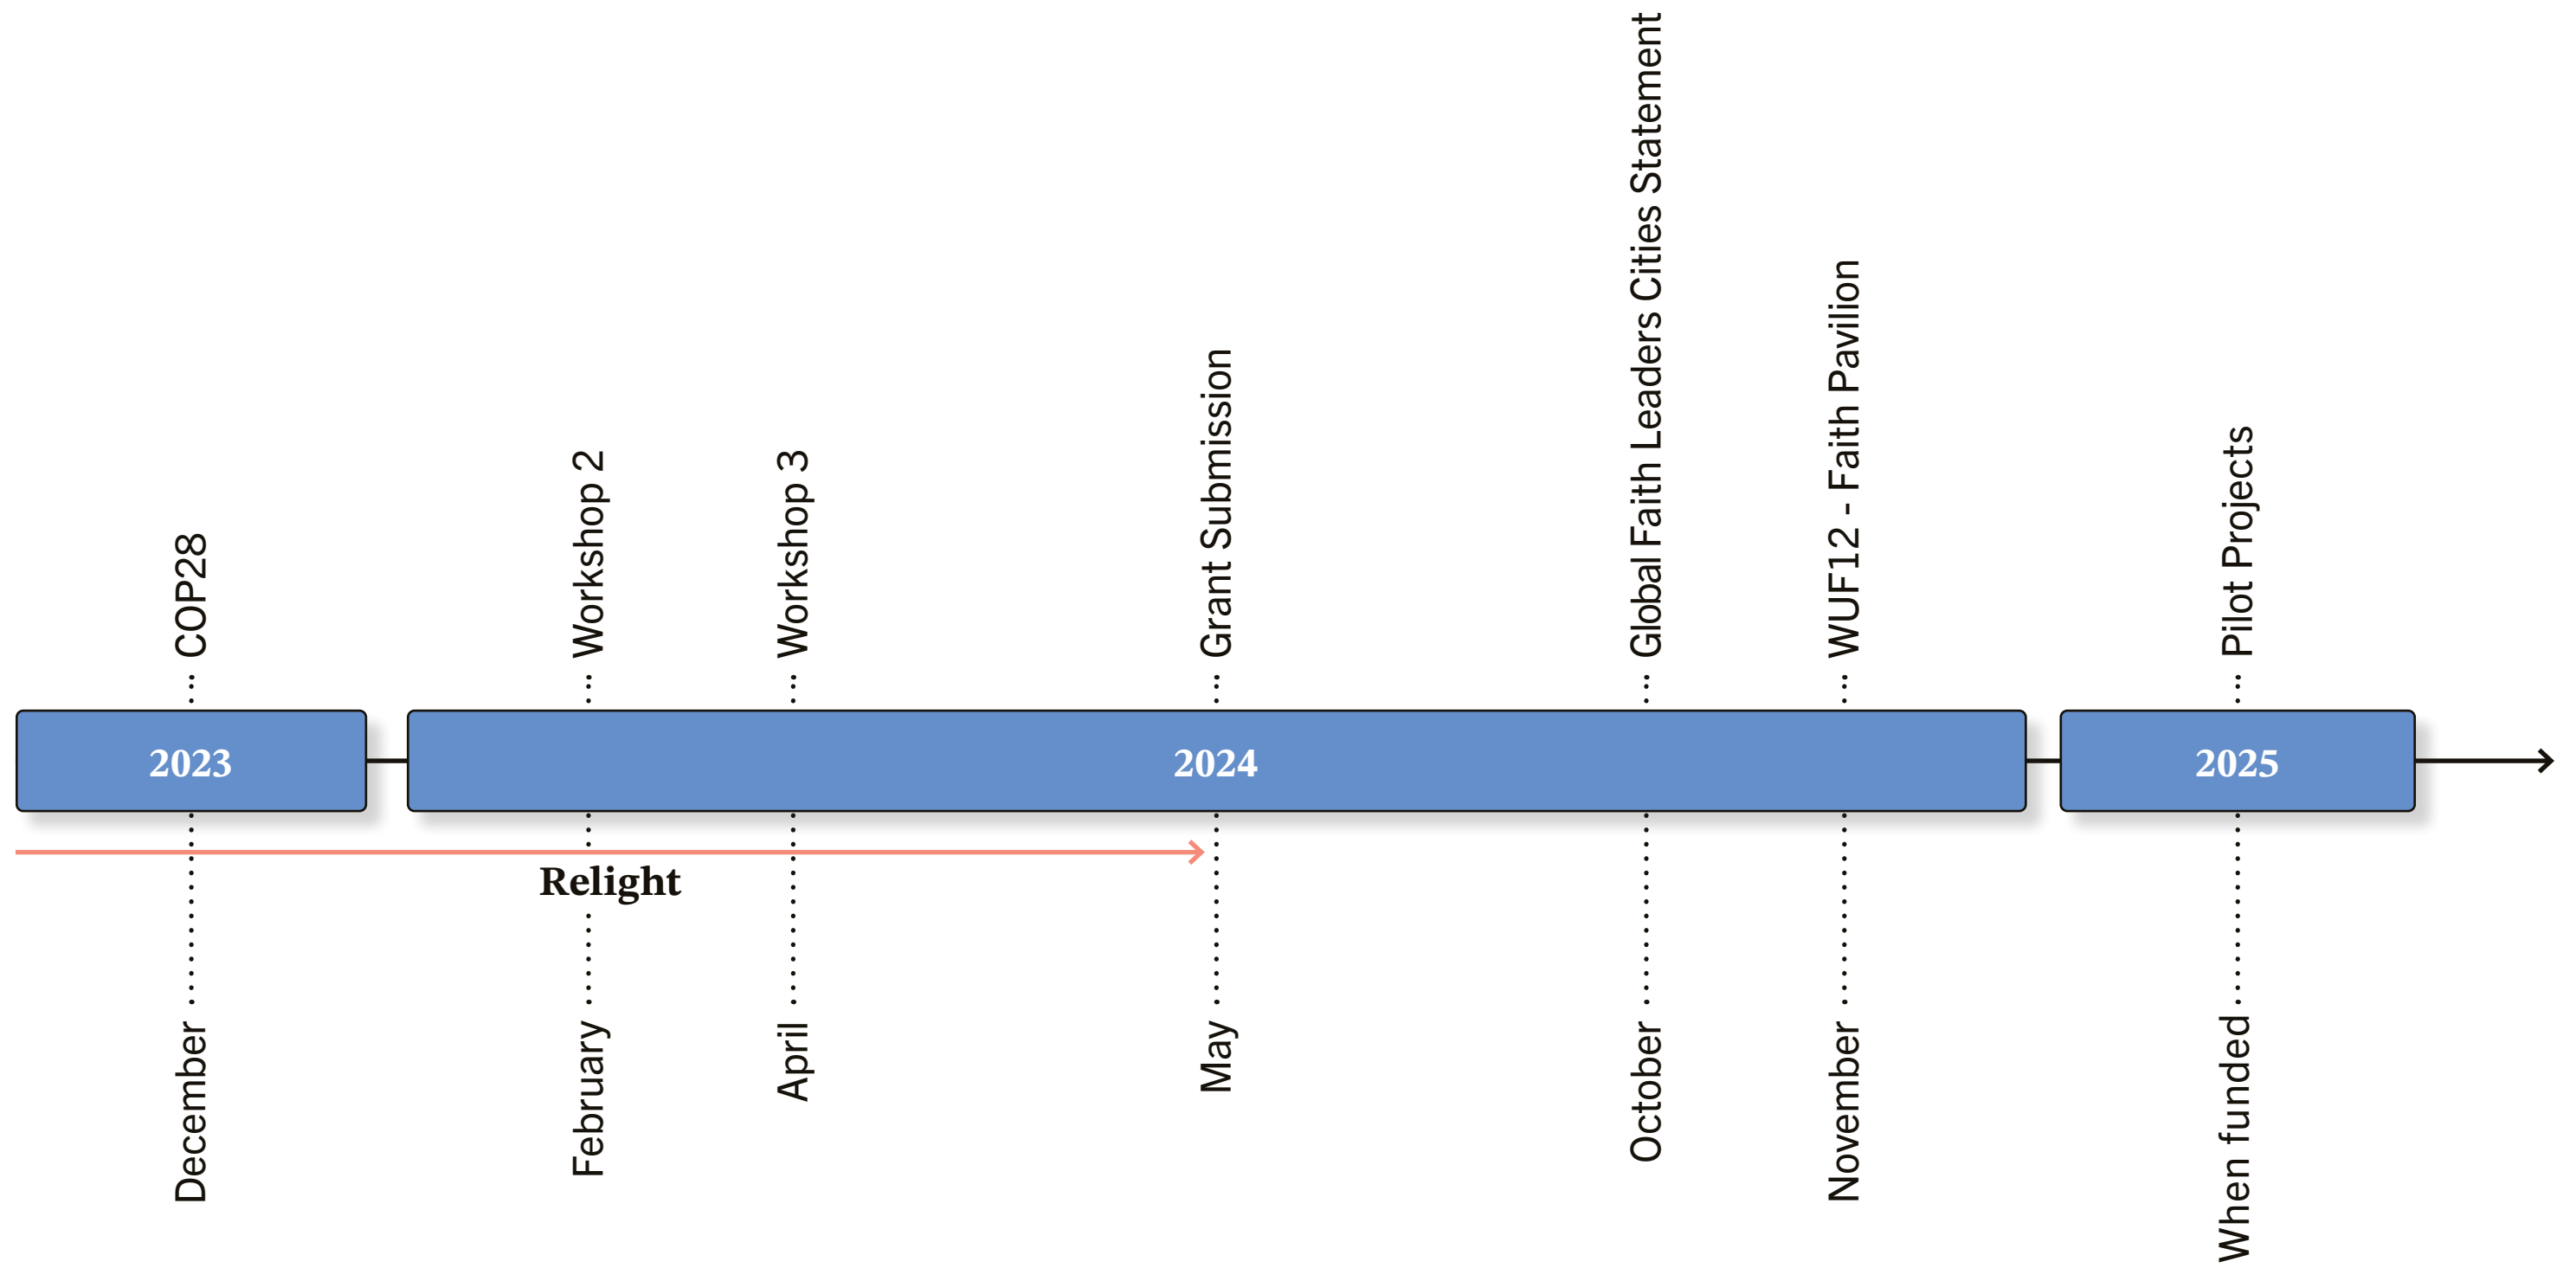 COP28
Workshop 2
Workshop 3
Grant Submission
Global Faith Leaders Cities Statement
WUF12 - Faith Pavilion
Pilot Projects
2023
2024
2025
Relight
December
February
April
May
October
November
When funded